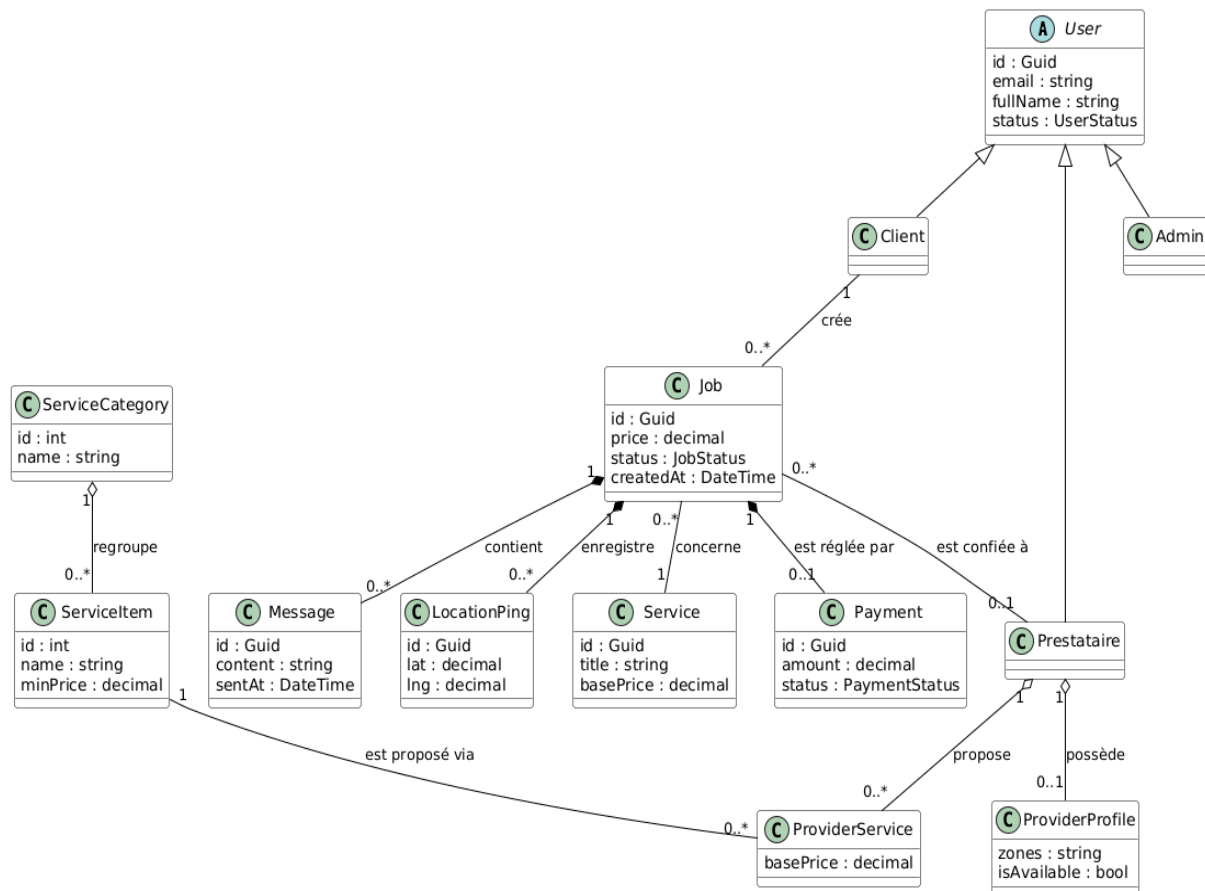 A User
id : Guid
email : string
fullName : string
status : UserStatus
C Client
C Admin
1
crée
0..*
C Job
id : Guid
price : decimal
status : JobStatus
createdAt : DateTime
C ServiceCategory
id : int
name : string
1
regroupe
0..*
1
contient
0..*
1
enregistre
0..*
0..*
concerne
1
1
est réglée par
0..1
0..*
est confiée à
0..1
C ServiceItem
id : int
name : string
minPrice : decimal
C Message
id : Guid
content : string
sentAt : DateTime
C LocationPing
id : Guid
lat : decimal
lng : decimal
C Service
id : Guid
title : string
basePrice : decimal
C Payment
id : Guid
amount : decimal
status : PaymentStatus
C Prestataire
1
est proposé via
0..*
1
propose
0..*
1
possède
0..1
C ProviderService
basePrice : decimal
C ProviderProfile
zones : string
isAvailable : bool